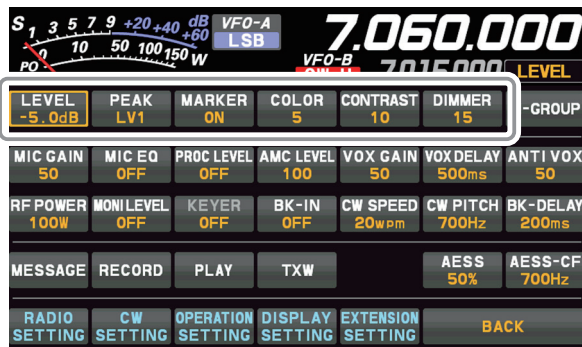 S 1 3 5 7 9 +20 +40 +60 dB VFO-A 7.060.000
LSB
PO 0 10 50 100 150 W VFO-B
CW-U 7.015.000 LEVEL
LEVEL PEAK MARKER COLOR CONTRAST DIMMER -GROUP
-5.0dB LV1 ON 5 10 15
MIC GAIN MIC EQ PROC LEVEL AMC LEVEL VOX GAIN VOX DELAY ANTI VOX
50 OFF OFF 100 50 500ms 50
RF POWER MONI LEVEL KEYER BK-IN CW SPEED CW PITCH BK-DELAY
100W OFF OFF OFF 20wpm 700Hz 200ms
MESSAGE RECORD PLAY TXW AESS AESS-CF
50% 700Hz
RADIO CW OPERATION DISPLAY EXTENSION BACK
SETTING SETTING SETTING SETTING SETTING